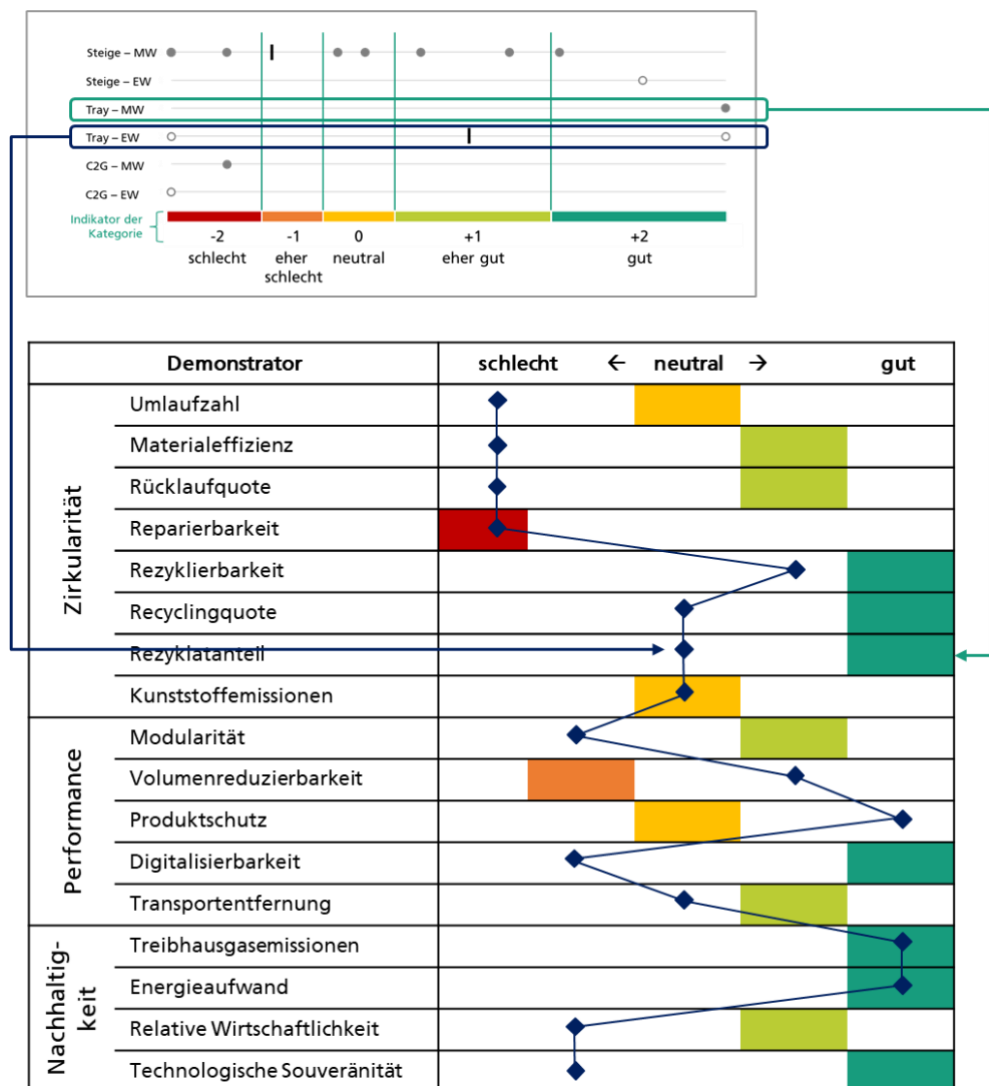 Steige – MW
Steige – EW
Tray – MW
Tray – EW
C2G – MW
C2G – EW
Indikator der
Kategorie
-2 -1 0 +1 +2
schlecht eher neutral eher gut gut
schlecht
Demonstrator schlecht ← neutral → gut
Zirkularität
Umlaufzahl
Materialeffizienz
Rücklaufquote
Reparierbarkeit
Rezyklierbarkeit
Recyclingquote
Rezyklatanteil
Kunststoffemissionen
Performance
Modularität
Volumenreduzierbarkeit
Produktschutz
Digitalisierbarkeit
Transportentfernung
Nachhaltig-
keit
Treibhausgasemissionen
Energieaufwand
Relative Wirtschaftlichkeit
Technologische Souveränität